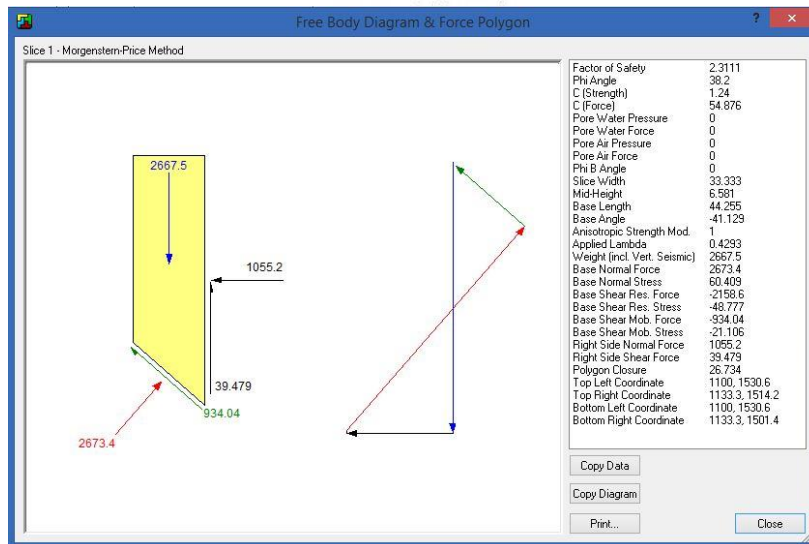 Free Body Diagram & Force Polygon
? ×
Slice 1 - Morgenstern-Price Method
2667.5
1055.2
39.479
934.04
2673.4
Factor of Safety 2.3111
Phi Angle 38.2
C (Strength) 1.24
C (Force) 54.876
Pore Water Pressure 0
Pore Water Force 0
Pore Air Pressure 0
Pore Air Force 0
Phi B Angle 0
Slice Width 33.333
Mid-Height 6.581
Base Length 44.255
Base Angle -41.129
Anisotropic Strength Mod. 1
Applied Lambda 0.4293
Weight (incl. Vert. Seismic) 2667.5
Base Normal Force 2673.4
Base Normal Stress 60.409
Base Shear Res. Force -2158.6
Base Shear Res. Stress -48.777
Base Shear Mob. Force -934.04
Base Shear Mob. Stress -21.106
Right Side Normal Force 1055.2
Right Side Shear Force 39.479
Polygon Closure 26.734
Top Left Coordinate 1100, 1530.6
Top Right Coordinate 1133.3, 1514.2
Bottom Left Coordinate 1100, 1530.6
Bottom Right Coordinate 1133.3, 1501.4
Copy Data
Copy Diagram
Print...
Close